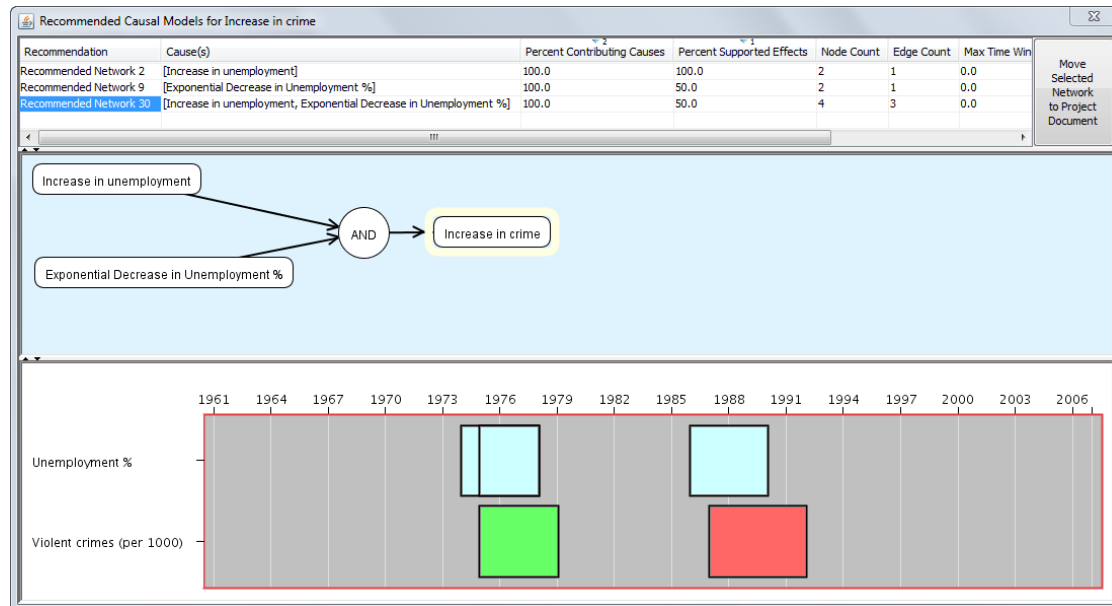 Recommended Causal Models for Increase in crime
Recommendation Cause(s) 2 Percent Contributing Causes 1 Percent Supported Effects Node Count Edge Count Max Time Win
Recommended Network 2 [Increase in unemployment] 100.0 100.0 2 1 0.0
Recommended Network 9 [Exponential Decrease in Unemployment %] 100.0 50.0 2 1 0.0
Recommended Network 30 [Increase in unemployment, Exponential Decrease in Unemployment %] 100.0 50.0 4 3 0.0
Move
Selected
Network
to Project
Document
Increase in unemployment
AND
Increase in crime
Exponential Decrease in Unemployment %
1961 1964 1967 1970 1973 1976 1979 1982 1985 1988 1991 1994 1997 2000 2003 2006
Unemployment %
Violent crimes (per 1000)